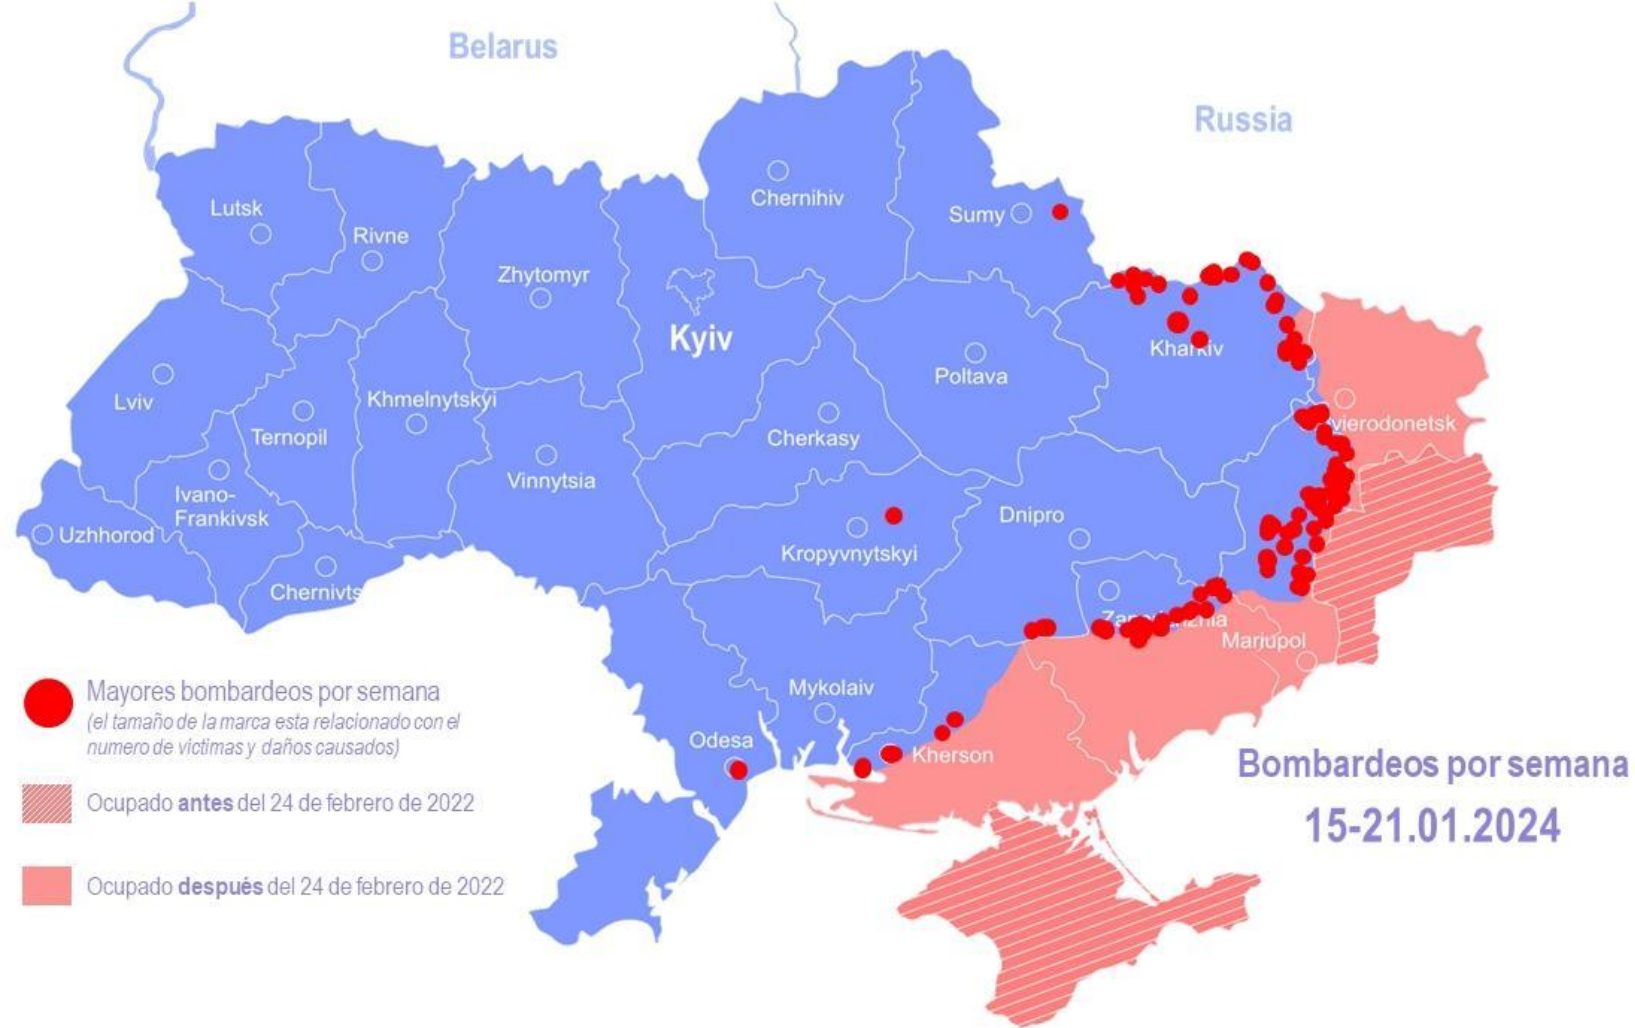 Belarus
Russia
Chernihiv
Lutsk
Sumy
Rivne
Zhytomyr
Kyiv
Kharkiv
Poltava
Lviv
Khmelnytskyi
vierodonetsk
Ternopil
Cherkasy
Vinnytsia
Ivano-
Frankivsk
Dnipro
Uzhhorod
Kropyvnytskyi
Chernivts
Mariupol
Mykolaiv
Odesa
Kherson
Mayores bombardeos por semana
(el tamaño de la marca esta relacionado con el
numero de victimas y daños causados)
Ocupado antes del 24 de febrero de 2022
Ocupado después del 24 de febrero de 2022
Bombardeos por semana
15-21.01.2024